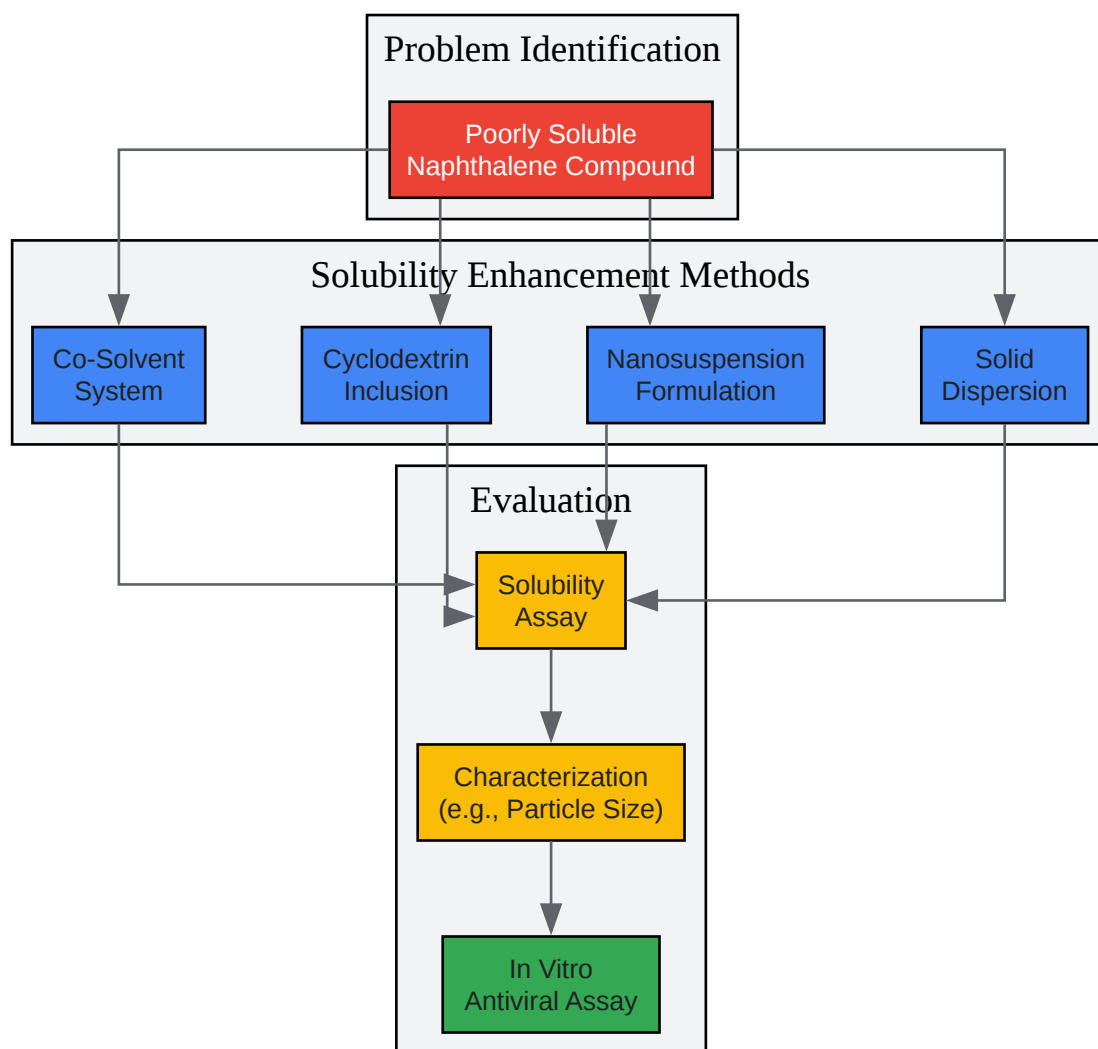 Problem Identification
Poorly Soluble
Naphthalene Compound
Solubility Enhancement Methods
Co-Solvent
System
Cyclodextrin
Inclusion
Nanosuspension
Formulation
Solid
Dispersion
Evaluation
Solubility
Assay
Characterization
(e.g., Particle Size)
In Vitro
Antiviral Assay